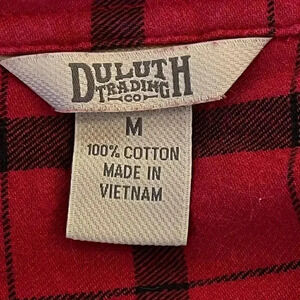 DULUTH
TRADING
CO
M
100% COTTON
MADE IN
VIETNAM